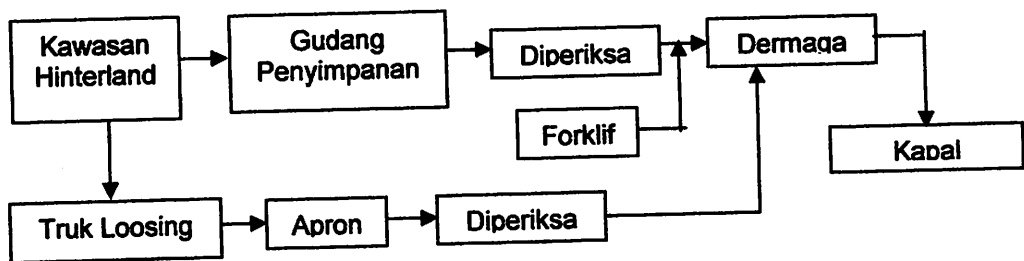 Kawasan
Hinterland
Gudang
Penyimpanan
Diperiksa
Dermaga
Forklif
Kapal
Truk Loosing
Apron
Diperiksa